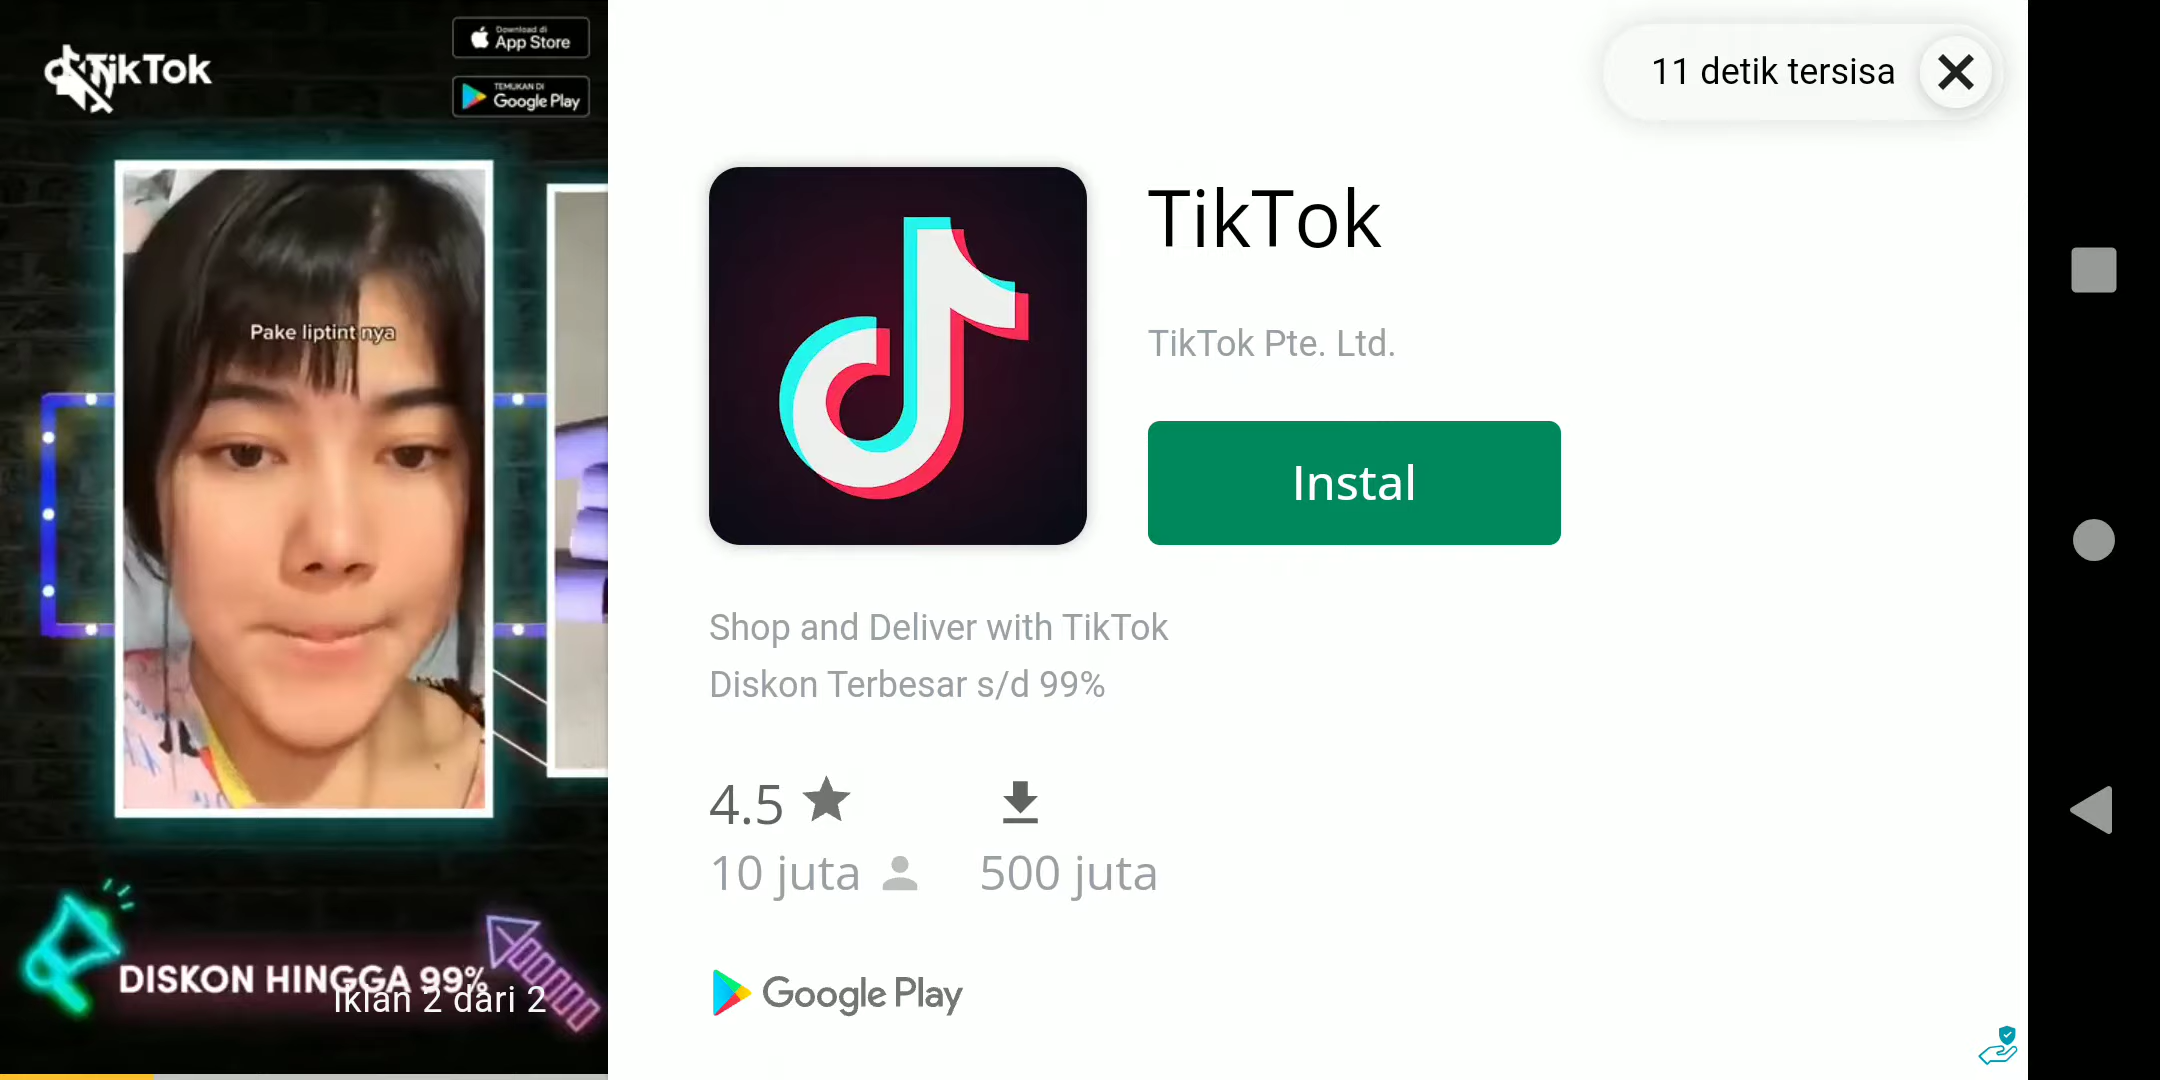 TikTok
Download di
App Store
TEMUKAN DI
Google Play
Pake liptint nya
DISKON HINGGA 99%
Iklan 2 dari 2
11 detik tersisa
TikTok
TikTok Pte. Ltd.
Instal
Shop and Deliver with TikTok
Diskon Terbesar s/d 99%
4.5
10 juta 500 juta
Google Play